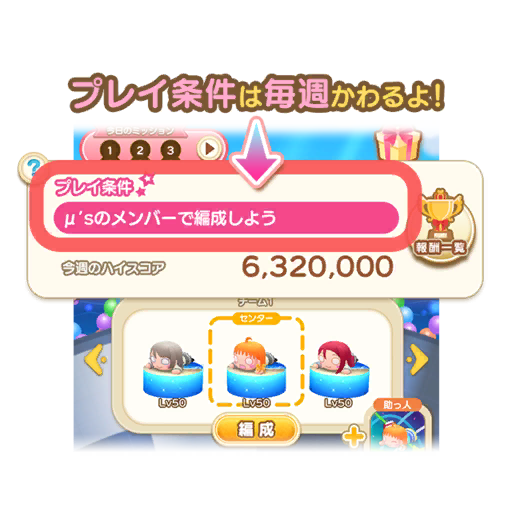 プレイ条件は毎週かわるよ!
今日のミッション
1 2 3
?
プレイ条件
μ'sのメンバーで編成しよう
報酬一覧
今週のハイスコア 6,320,000
チーム1
センター
Lv50 Lv50 Lv50
編成
助っ人